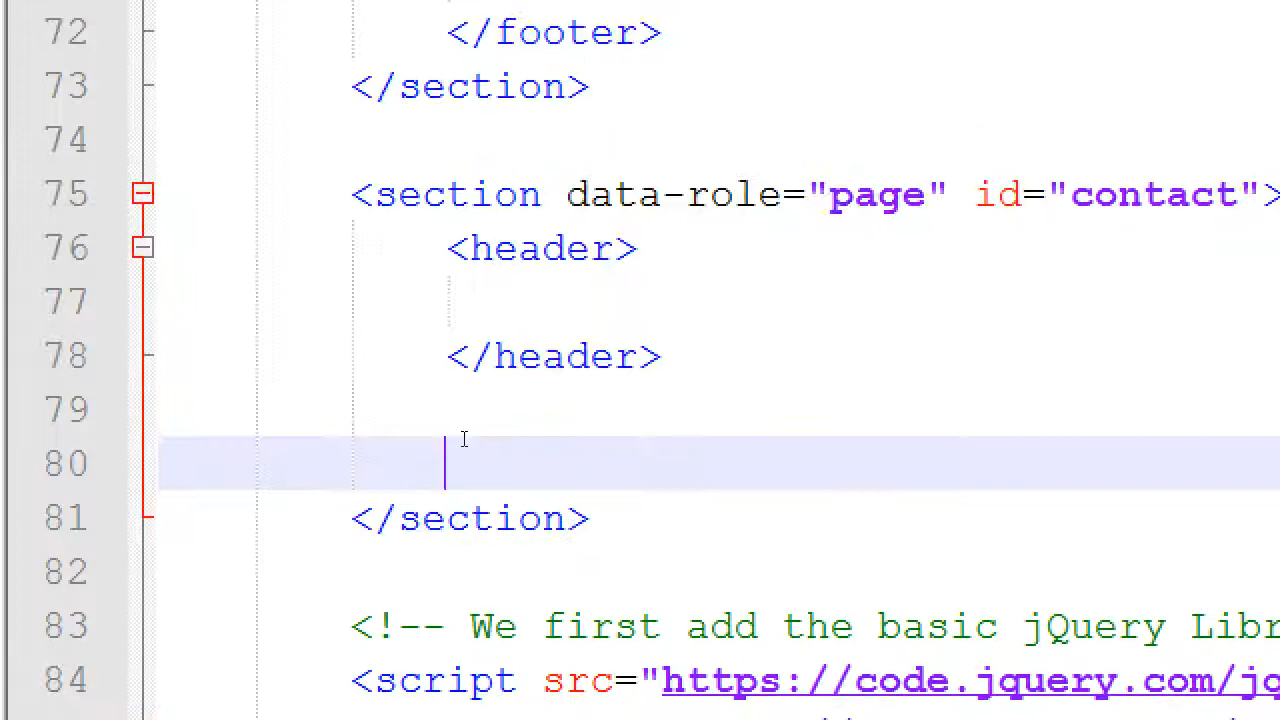 72 </footer>
73 </section>
74
75 <section data-role="page" id="contact">
76 <header>
77
78 </header>
79
80
81 </section>
82
83 <!-- We first add the basic jQuery Libr
84 <script src="https://code.jquery.com/jq